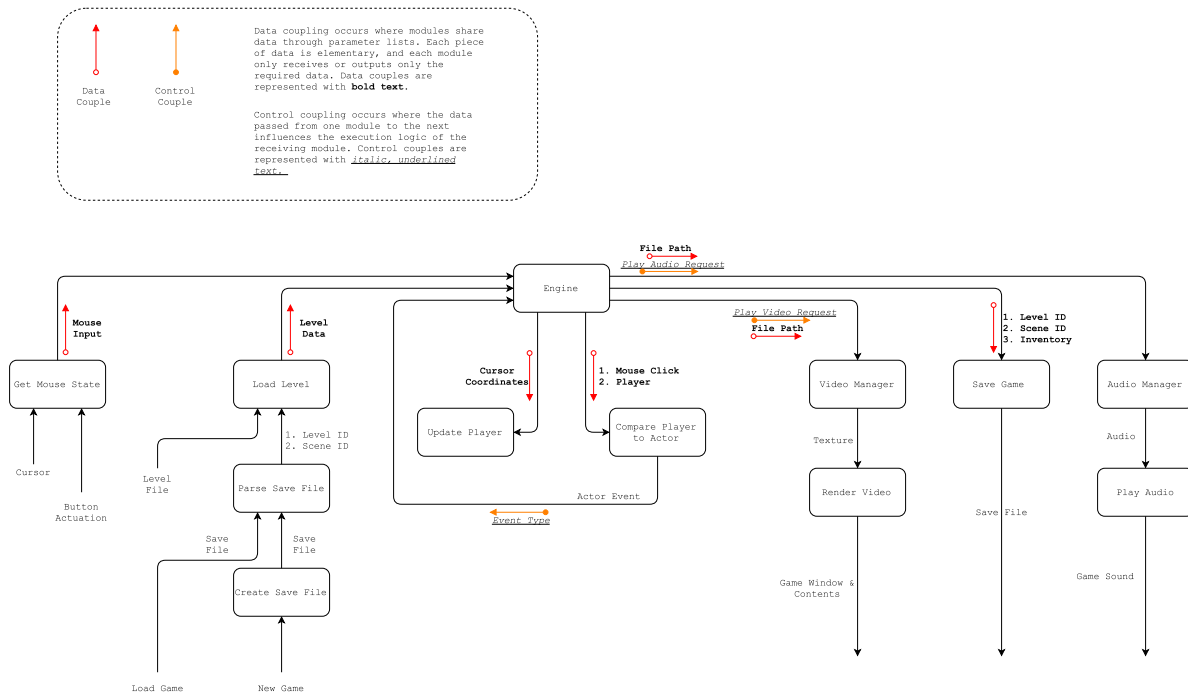 Data coupling occurs where modules share
data through parameter lists. Each piece
of data is elementary, and each module
only receives or outputs only the
required data. Data couples are
represented with bold text.
Data
Couple
Control
Couple
Control coupling occurs where the data
passed from one module to the next
influences the execution logic of the
receiving module. Control couples are
represented with italic, underlined
text.
File Path
Play Audio Request
Engine
Play Video Request
File Path
Mouse
Input
Level
Data
1. Level ID
2. Scene ID
3. Inventory
Cursor
Coordinates
1. Mouse Click
2. Player
Get Mouse State
Load Level
Video Manager
Save Game
Audio Manager
Update Player
Compare Player
to Actor
1. Level ID
2. Scene ID
Texture
Audio
Cursor
Level
File
Parse Save File
Render Video
Play Audio
Actor Event
Button
Actuation
Event Type
Save File
Save
File
Save
File
Create Save File
Game Window &
Contents
Game Sound
Load Game
New Game